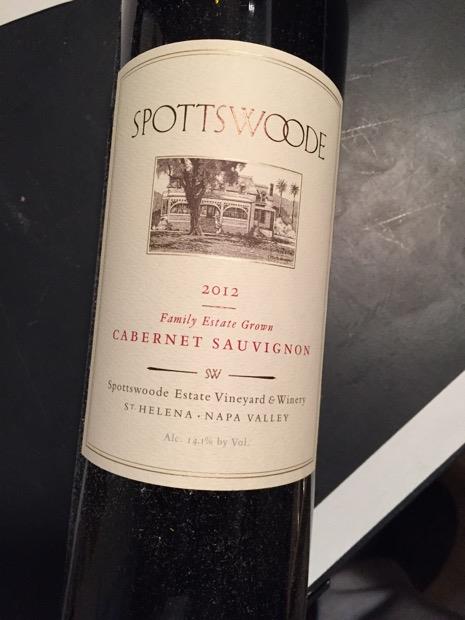 SPOTTSWOODE
2012
Family Estate Grown
CABERNET SAUVIGNON
SW
Spottswoode Estate Vineyard & Winery
ST. HELENA · NAPA VALLEY
Alc. 14.1% by Vol.